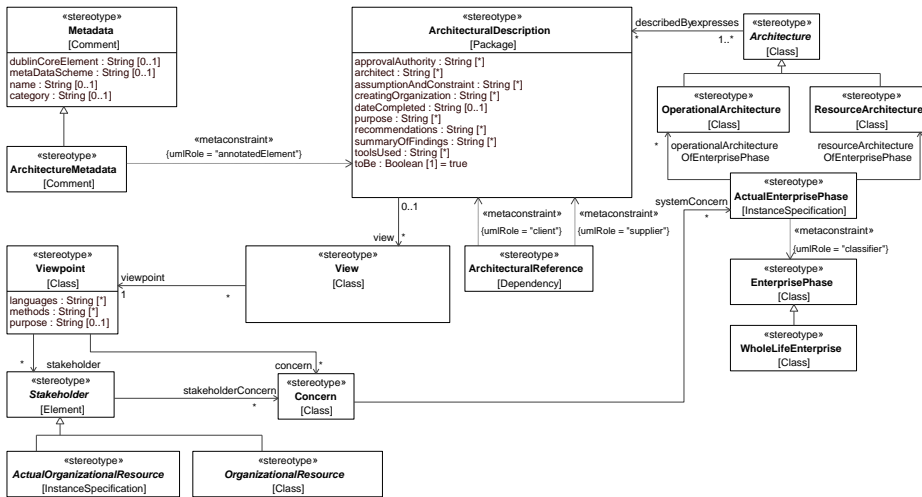 «stereotype»
Metadata
[Comment]
dublinCoreElement : String [0..1]
metaDataScheme : String [0..1]
name : String [0..1]
category : String [0..1]
«stereotype»
ArchitecturalDescription
[Package]
approvalAuthority : String [*]
architect : String [*]
assumptionAndConstraint : String [*]
creatingOrganization : String [*]
dateCompleted : String [0..1]
purpose : String [*]
recommendations : String [*]
summaryOfFindings : String [*]
toolsUsed : String [*]
toBe : Boolean [1] = true
describedBy
expresses
*
1..*
«stereotype»
Architecture
[Class]
«stereotype»
OperationalArchitecture
[Class]
«stereotype»
ResourceArchitecture
[Class]
*
operationalArchitecture
OfEnterprisePhase
resourceArchitecture
OfEnterprisePhase
«stereotype»
ArchitectureMetadata
[Comment]
«metaconstraint»
{umlRole = "annotatedElement"}
«stereotype»
ActualEnterprisePhase
[InstanceSpecification]
systemConcern
*
«metaconstraint»
{umlRole = "classifier"}
0..1
view
*
«metaconstraint»
{umlRole = "client"}
«metaconstraint»
{umlRole = "supplier"}
«stereotype»
Viewpoint
[Class]
languages : String [*]
methods : String [*]
purpose : String [0..1]
viewpoint
1
*
«stereotype»
View
[Class]
«stereotype»
ArchitecturalReference
[Dependency]
«stereotype»
EnterprisePhase
[Class]
«stereotype»
WholeLifeEnterprise
[Class]
*
stakeholder
concern
*
«stereotype»
Stakeholder
[Element]
stakeholderConcern
*
«stereotype»
Concern
[Class]
«stereotype»
ActualOrganizationalResource
[InstanceSpecification]
«stereotype»
OrganizationalResource
[Class]